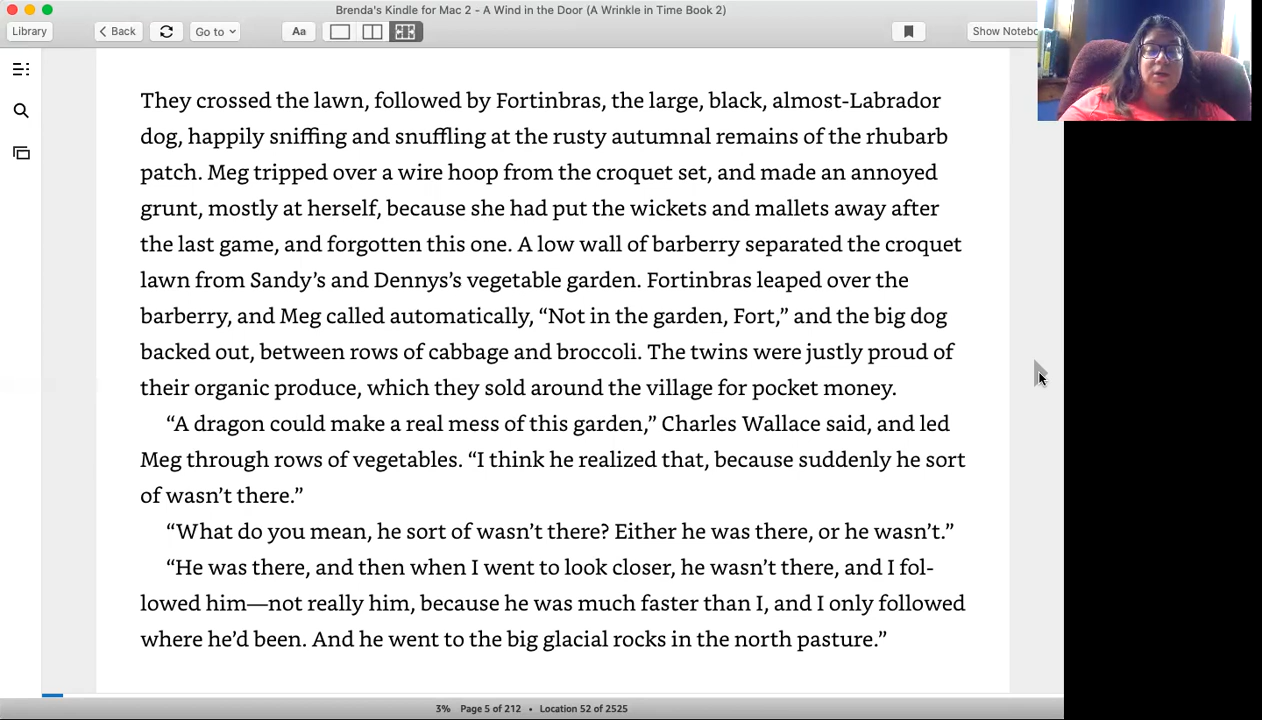 Brenda's Kindle for Mac 2 - A Wind in the Door (A Wrinkle in Time Book 2)
Library
Back
Go to
Aa
Show Notebo
They crossed the lawn, followed by Fortinbras, the large, black, almost-Labrador
dog, happily sniffing and snuffling at the rusty autumnal remains of the rhubarb
patch. Meg tripped over a wire hoop from the croquet set, and made an annoyed
grunt, mostly at herself, because she had put the wickets and mallets away after
the last game, and forgotten this one. A low wall of barberry separated the croquet
lawn from Sandy’s and Dennys’s vegetable garden. Fortinbras leaped over the
barberry, and Meg called automatically, “Not in the garden, Fort,” and the big dog
backed out, between rows of cabbage and broccoli. The twins were justly proud of
their organic produce, which they sold around the village for pocket money.
“A dragon could make a real mess of this garden,” Charles Wallace said, and led
Meg through rows of vegetables. “I think he realized that, because suddenly he sort
of wasn’t there.”
“What do you mean, he sort of wasn’t there? Either he was there, or he wasn’t.”
“He was there, and then when I went to look closer, he wasn’t there, and I fol-
lowed him—not really him, because he was much faster than I, and I only followed
where he’d been. And he went to the big glacial rocks in the north pasture.”
3% Page 5 of 212 • Location 52 of 2525